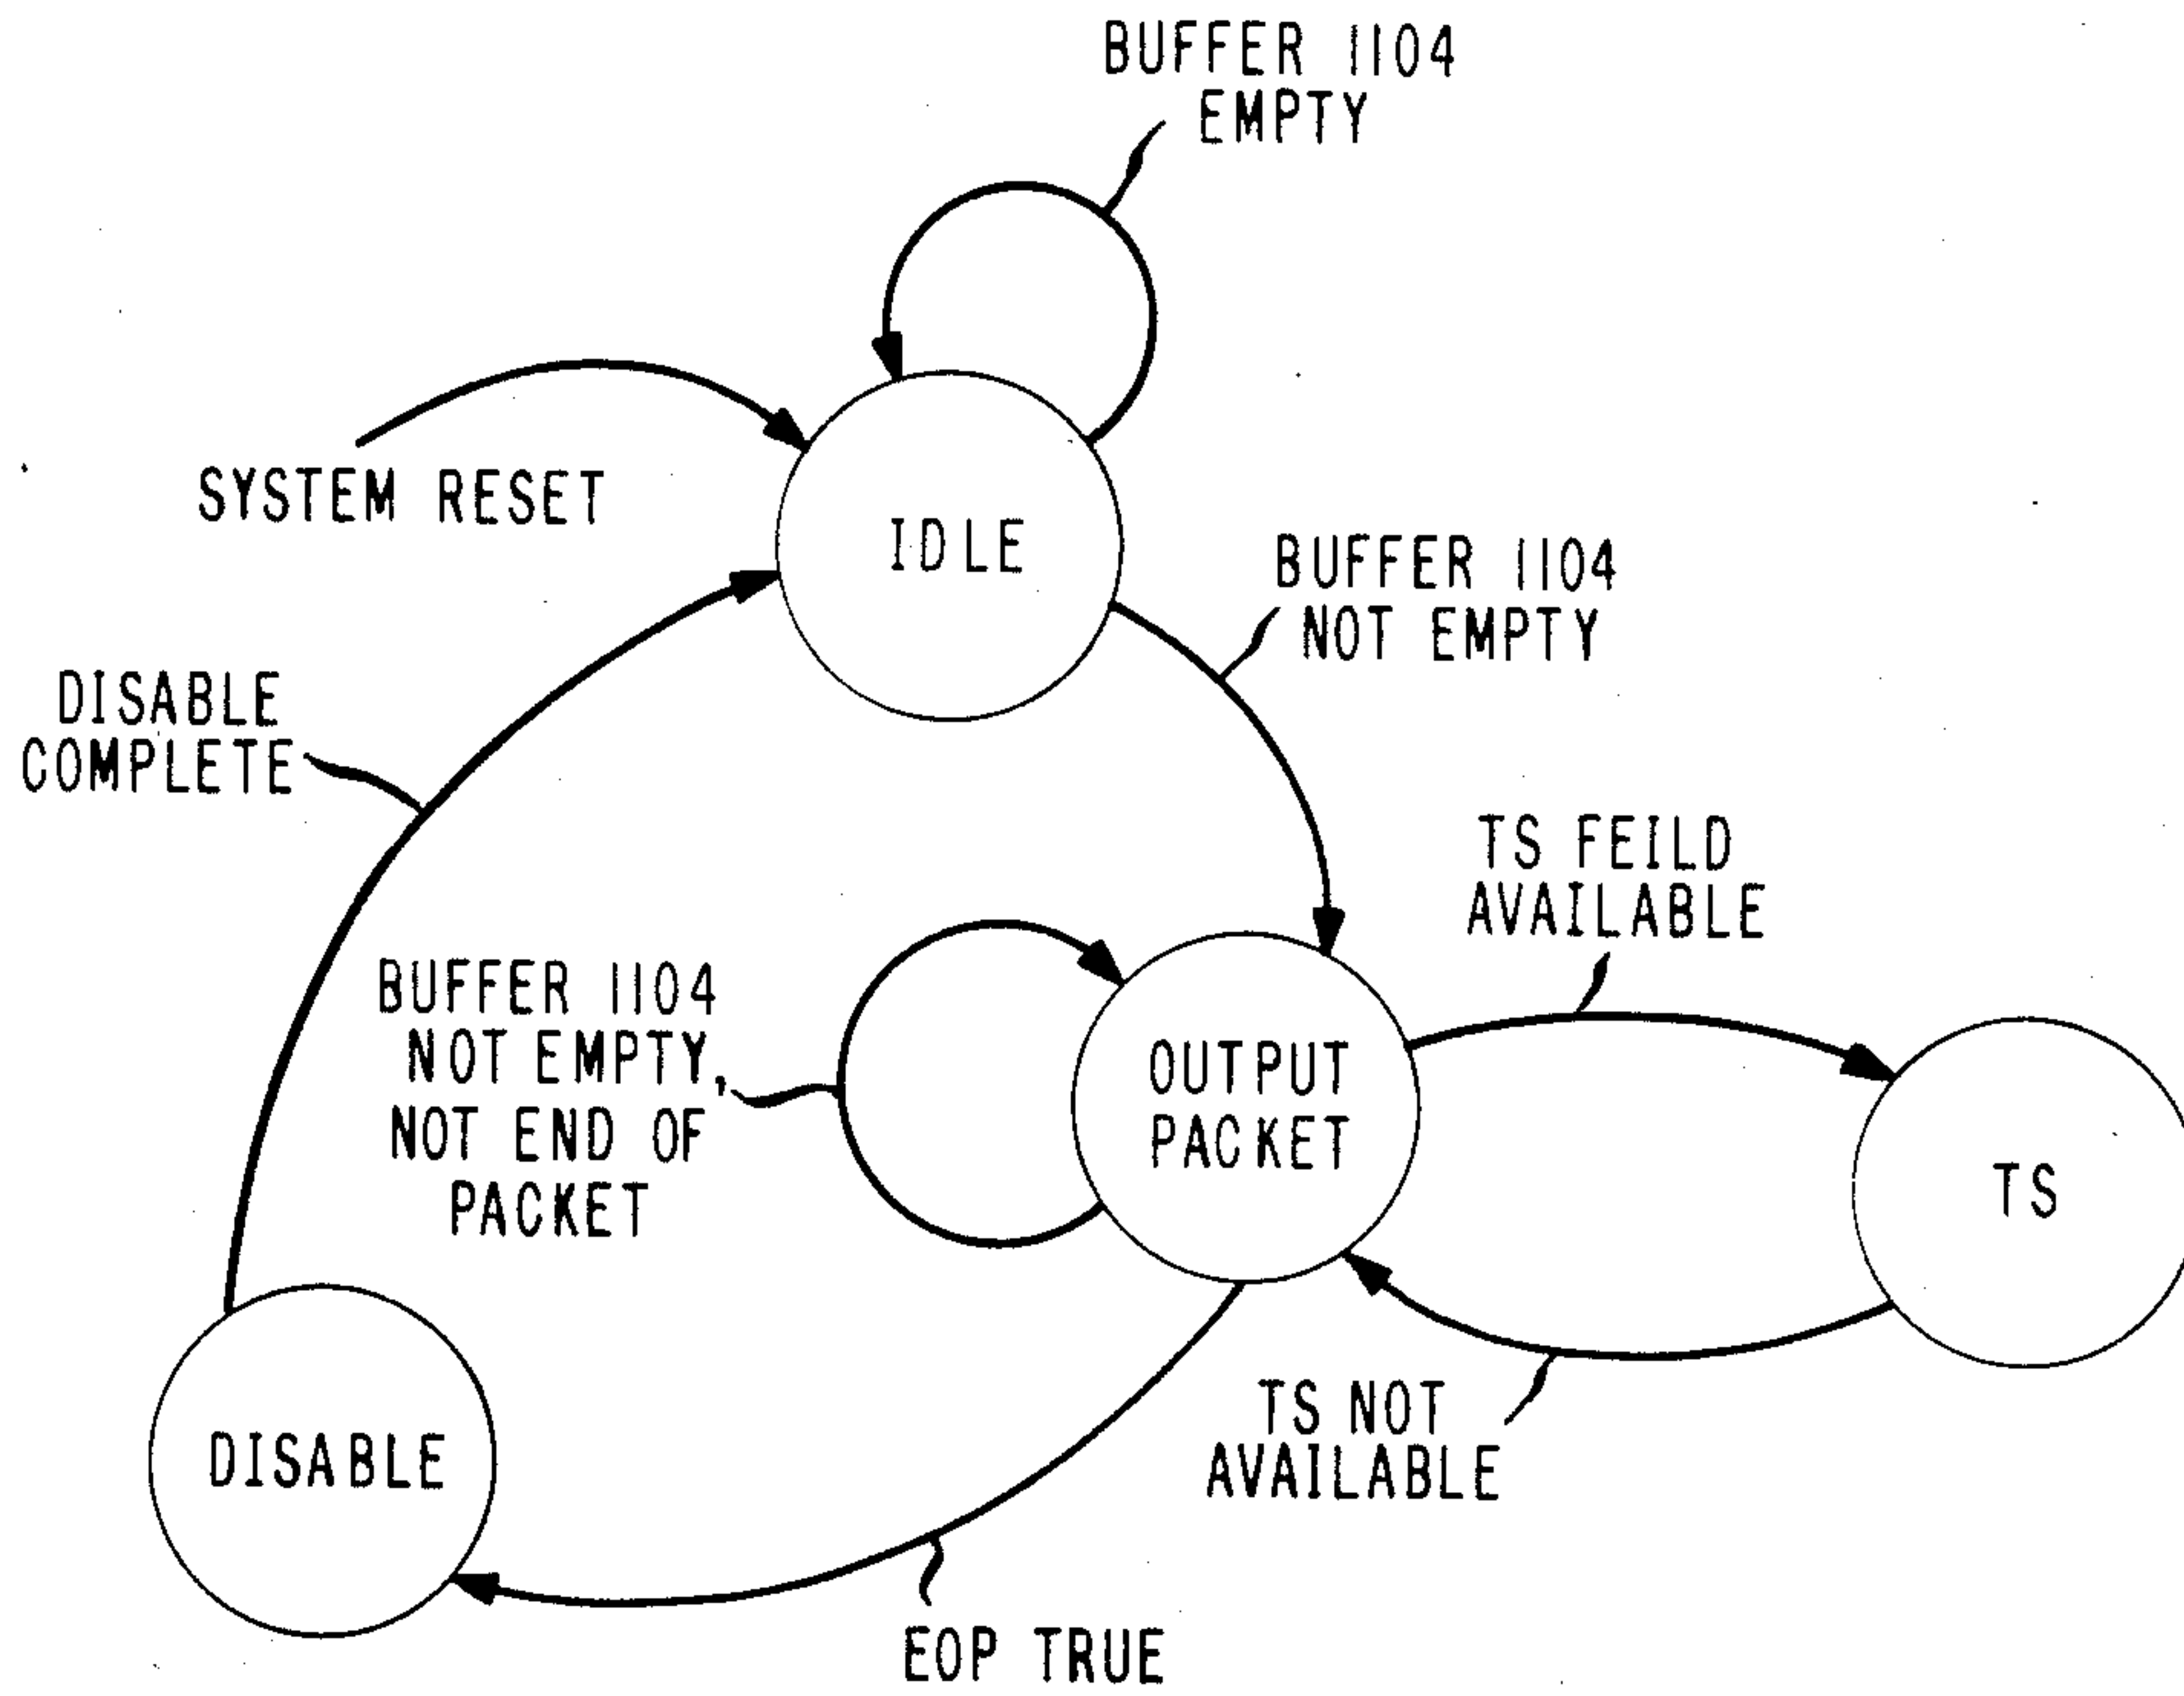 BUFFER 1104
EMPTY
SYSTEM RESET
IDLE
BUFFER 1104
NOT EMPTY
DISABLE
COMPLETE
TS FEILD
AVAILABLE
BUFFER 1104
NOT EMPTY,
NOT END OF
PACKET
OUTPUT
PACKET
TS
TS NOT
AVAILABLE
DISABLE
EOP TRUE